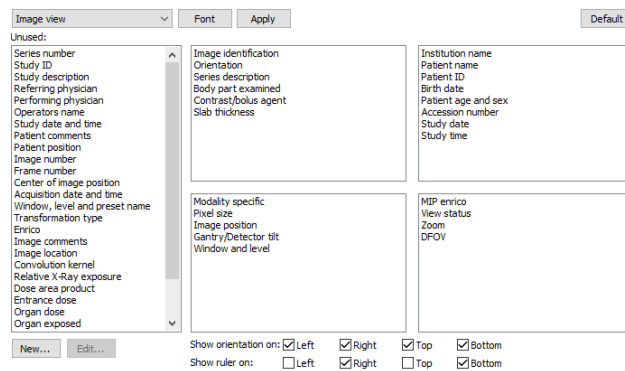 Image view
Font
Apply
Default
Unused:
Series number
Study ID
Study description
Referring physician
Performing physician
Operators name
Study date and time
Patient comments
Patient position
Image number
Frame number
Center of image position
Acquisition date and time
Window, level and preset name
Transformation type
Enrico
Image comments
Image location
Convolution kernel
Relative X-Ray exposure
Dose area product
Entrance dose
Organ dose
Organ exposed
Image identification
Orientation
Series description
Body part examined
Contrast/bolus agent
Slab thickness
Institution name
Patient name
Patient ID
Birth date
Patient age and sex
Accession number
Study date
Study time
Modality specific
Pixel size
Image position
Gantry/Detector tilt
Window and level
MIP enrico
View status
Zoom
DFOV
New...
Edit...
Show orientation on: Left Right Top Bottom
Show ruler on: Left Right Top Bottom